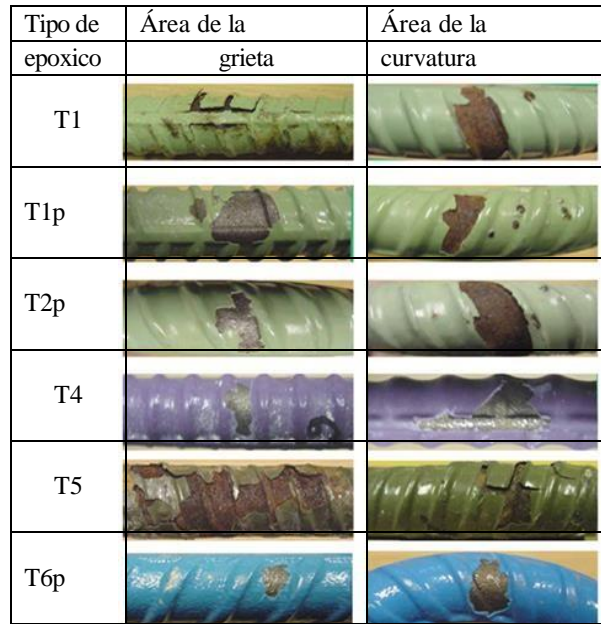 Tipo de Área de la Área de la
epoxico grieta curvatura
T1
T1p
T2p
T4
T5
T6p